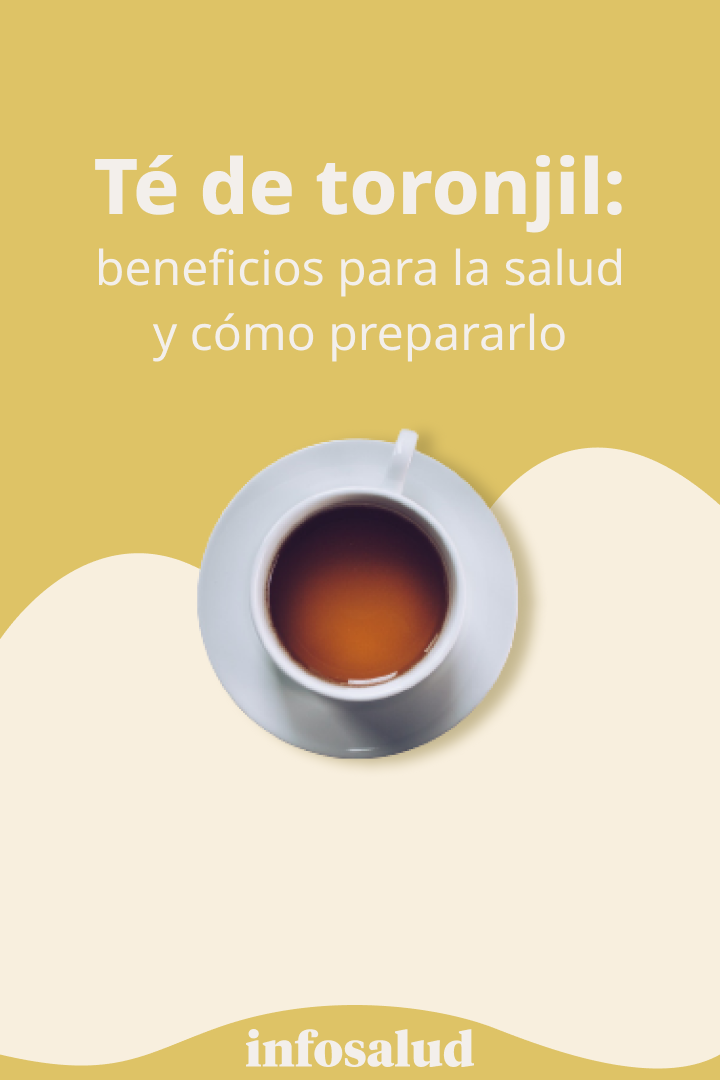 Té de toronjil:
beneficios para la salud
y cómo prepararlo
infosalud